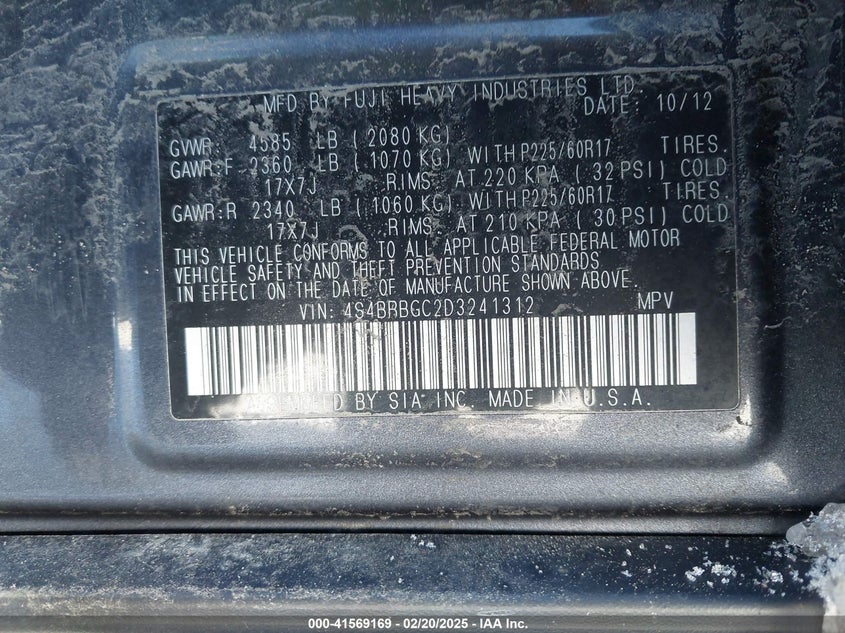 MFD BY FUJI HEAVY INDUSTRIES LTD.
DATE: 10/12
GVWR 4585 LB (2080 KG)
GAWR:F 2360 LB (1070 KG) WITH P225/60R17 TIRES.
17X7J RIMS AT 220 KPA (32 PSI) COLD
GAWR:R 2340 LB (1060 KG) WITH P225/60R17 TIRES.
17X7J RIMS AT 210 KPA (30 PSI) COLD
THIS VEHICLE CONFORMS TO ALL APPLICABLE FEDERAL MOTOR
VEHICLE SAFETY AND THEFT PREVENTION STANDARDS
IN EFFECT ON THE DATE OF MANUFACTURE SHOWN ABOVE.
VIN: 4S4BRBGC2D3241312 MPV
ASSEMBLED BY SIA INC. MADE IN U.S.A.
000-41569169 — 02/20/2025 — IAA Inc.